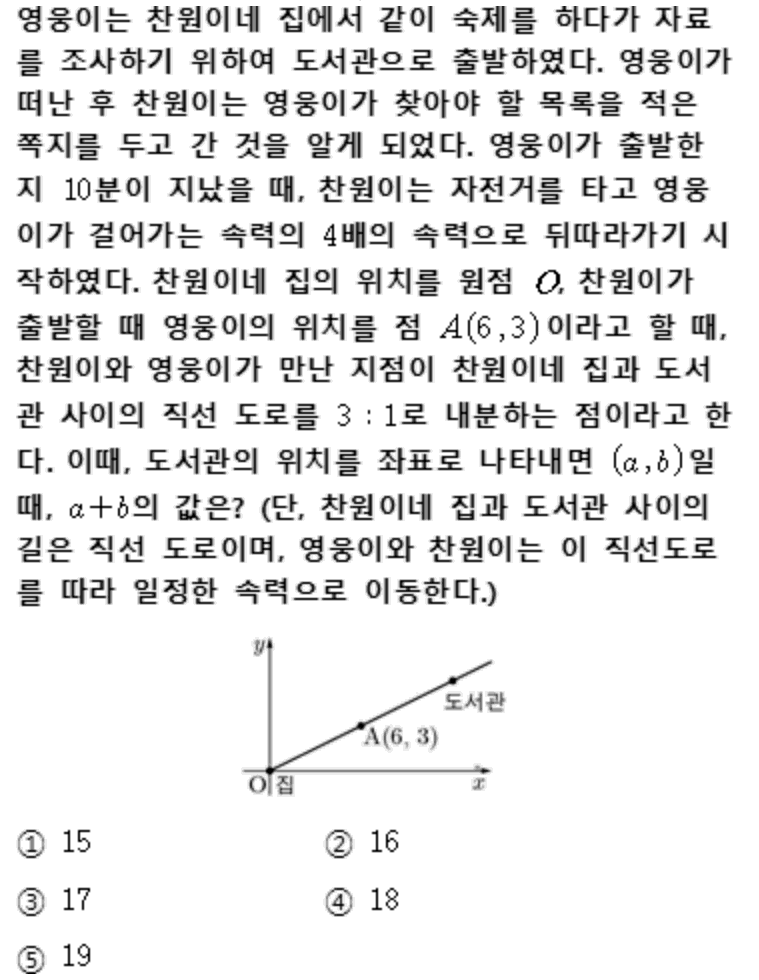 영웅이는 찬원이네 집에서 같이 숙제를 하다가 자료
를 조사하기 위하여 도서관으로 출발하였다. 영웅이가
떠난 후 찬원이는 영웅이가 찾아야 할 목록을 적은
쪽지를 두고 간 것을 알게 되었다. 영웅이가 출발한
지 10분이 지났을 때, 찬원이는 자전거를 타고 영웅
이가 걸어가는 속력의 4배의 속력으로 뒤따라가기 시
작하였다. 찬원이네 집의 위치를 원점 O, 찬원이가
출발할 때 영웅이의 위치를 점 A(6,3)이라고 할 때,
찬원이와 영웅이가 만난 지점이 찬원이네 집과 도서
관 사이의 직선 도로를 3 : 1로 내분하는 점이라고 한
다. 이때, 도서관의 위치를 좌표로 나타내면 (a,b)일
때, a+b의 값은? (단, 찬원이네 집과 도서관 사이의
길은 직선 도로이며, 영웅이와 찬원이는 이 직선도로
를 따라 일정한 속력으로 이동한다.)
y
도서관
A(6, 3)
O 집 x
① 15 ② 16
③ 17 ④ 18
⑤ 19